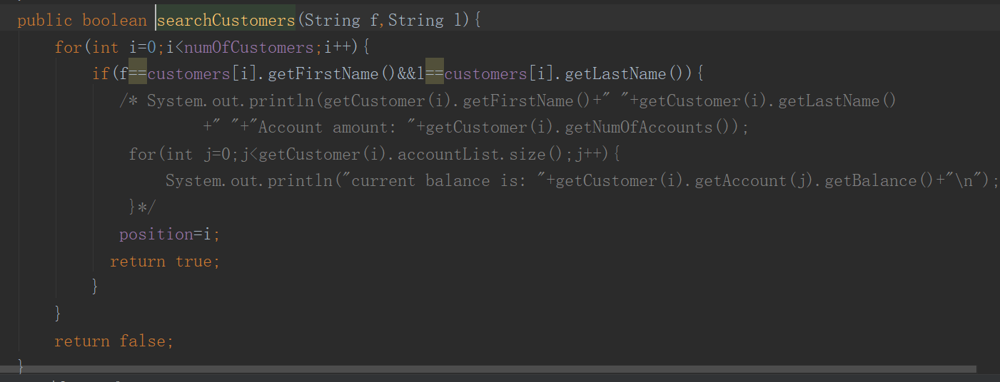 public boolean searchCustomers(String f,String l){
for(int i=0;i<numOfCustomers;i++){
if(f==customers[i].getFirstName()&&l==customers[i].getLastName()){
/* System.out.println(getCustomer(i).getFirstName()+" "+getCustomer(i).getLastName()
+" "+"Account amount: "+getCustomer(i).getNumOfAccounts());
for(int j=0;j<getCustomer(i).accountList.size();j++){
System.out.println("current balance is: "+getCustomer(i).getAccount(j).getBalance()+"\n");
}*/
position=i;
return true;
}
}
return false;
}